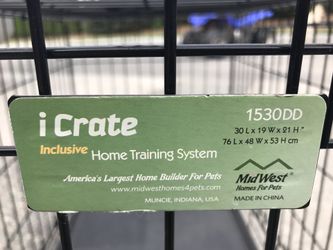 i Crate
1530DD
30 L x 19 W x 21 H "
76 L x 48 W x 53 H cm
Inclusive Home Training System
America's Largest Home Builder For Pets
www.midwesthomes4pets.com
MUNCIE, INDIANA, USA
MidWest®
Homes For Pets
MADE IN CHINA